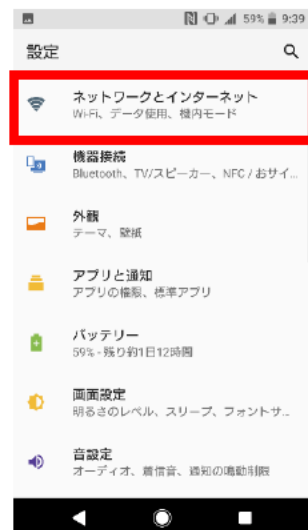 59% 9:39
設定
ネットワークとインターネット
Wi-Fi、データ使用、機内モード
機器接続
Bluetooth、TV/スピーカー、NFC / おサイ...
外観
テーマ、壁紙
アプリと通知
アプリの権限、標準アプリ
バッテリー
59% - 残り約1日12時間
画面設定
明るさのレベル、スリープ、フォントサ...
音設定
オーディオ、着信音、通知の鳴動制限